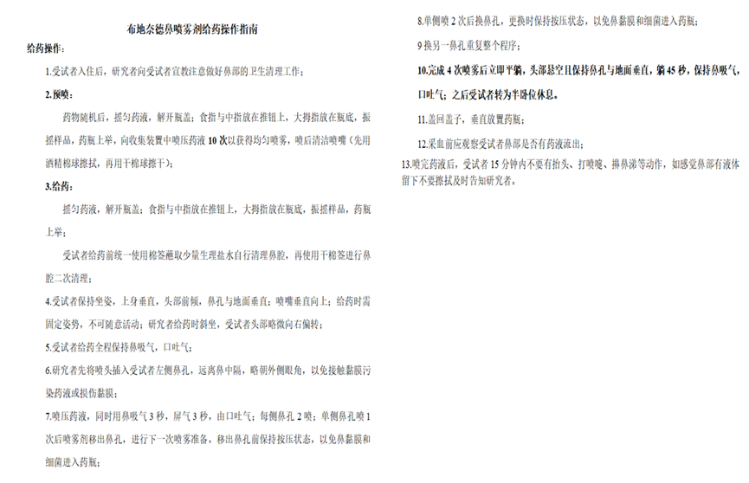 布地奈德鼻喷雾剂给药操作指南
给药操作：
1.受试者入住后，研究者向受试者宣教注意做好鼻部的卫生清理工作；
2.预喷：
药物随机后，摇匀药液，解开瓶盖；食指与中指放在推钮上，大拇指放在瓶底，振
摇样品，药瓶上举，向收集装置中喷压药液 10 次以获得均匀喷雾，喷后清洁喷嘴（先用
酒精棉球擦拭，再用干棉球擦干）；
3.给药：
摇匀药液，解开瓶盖；食指与中指放在推钮上，大拇指放在瓶底，振摇样品，药瓶
上举；
受试者给药前统一使用棉签蘸取少量生理盐水自行清理鼻腔，再使用干棉签进行鼻
腔二次清理；
4.受试者保持坐姿，上身垂直，头部前倾，鼻孔与地面垂直；喷嘴垂直向上；给药时需
固定姿势，不可随意活动；研究者给药时斜坐，受试者头部略微向右偏转；
5.受试者给药全程保持鼻吸气，口吐气；
6.研究者先将喷头插入受试者左侧鼻孔，远离鼻中隔，略朝外侧眼角，以免接触黏膜污
染药液或损伤黏膜；
7.喷压药液，同时用鼻吸气 3 秒，屏气 3 秒，由口吐气；每侧鼻孔 2 喷；单侧鼻孔喷 1
次后喷雾剂移出鼻孔，进行下一次喷雾准备，移出鼻孔前保持按压状态，以免鼻黏膜和
细菌进入药瓶；
8.单侧喷 2 次后换鼻孔，更换时保持按压状态，以免鼻黏膜和细菌进入药瓶；
9 换另一鼻孔重复整个程序；
10.完成 4 次喷雾后立即平躺，头部悬空且保持鼻孔与地面垂直，躺 45 秒，保持鼻吸气，
口吐气；之后受试者转为半卧位休息。
11.盖回盖子，垂直放置药瓶；
12.采血前应观察受试者鼻部是否有药液流出；
13.喷完药液后，受试者 15 分钟内不要有抬头、打喷嚏、擤鼻涕等动作，如感觉鼻部有液体
留下不要擦拭及时告知研究者。